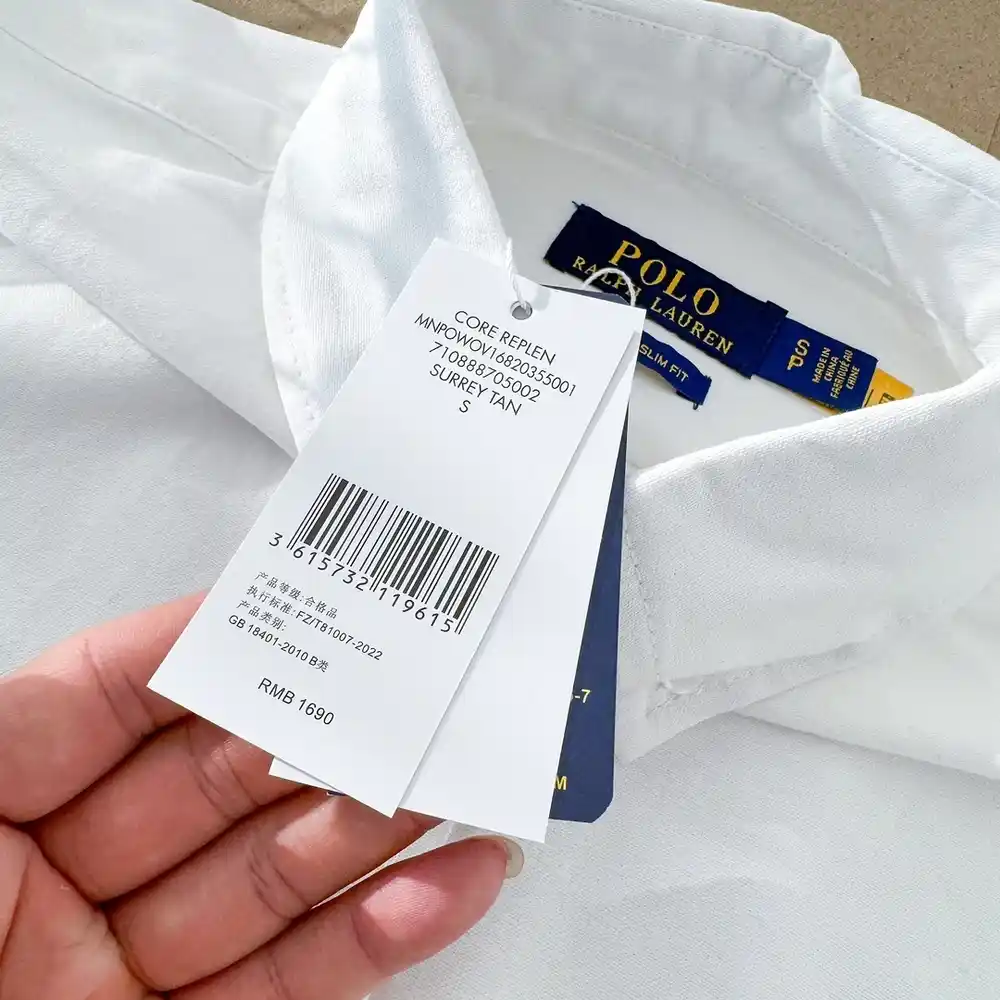 CORE REPLEN
MNPOWOV16820355001
710888705002
SURREY TAN
S
3 615732 119615
产品等级:合格品
执行标准:FZ/T81007-2022
产品类别:
GB 18401-2010 B类
RMB 1690
POLO
RALPH LAUREN
SLIM FIT
S
P
MADE IN
CHINA
FABRIQUÉ AU
CHINE
-7
M